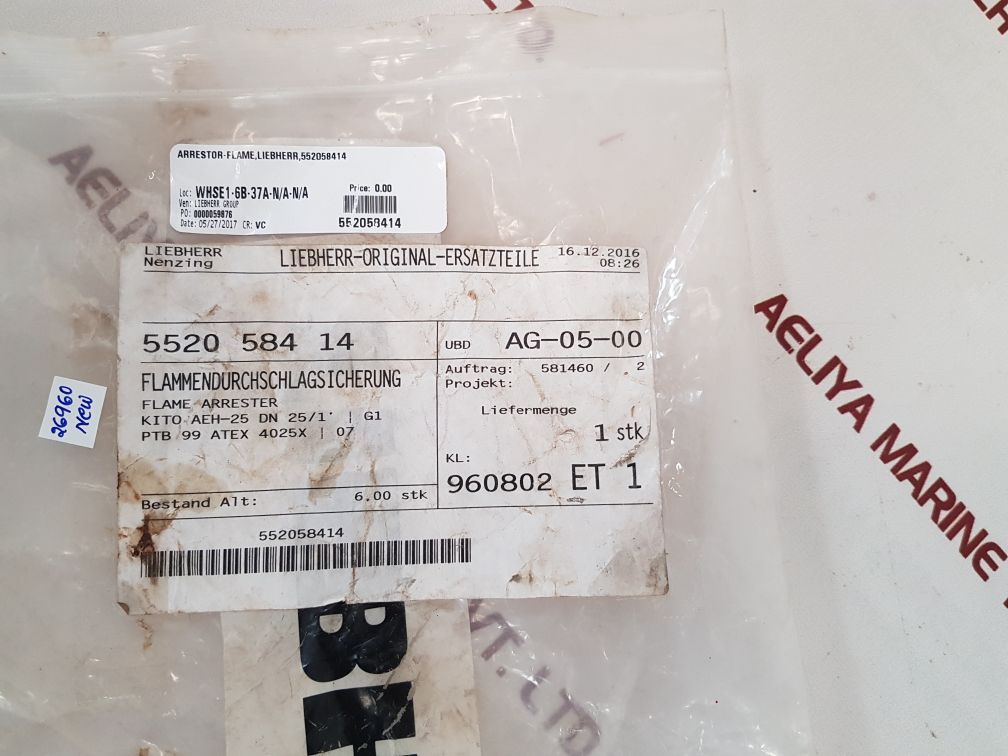 ARRESTOR-FLAME,LIEBHERR,552058414
Loc: WHSE1-6B-37A-N/A-N/A
Price: 0.00
Ven: LIEBHERR GROUP
PO: 0000059876
Date: 05/27/2017 CR: VC
552058414
LIEBHERR
Nenzing
LIEBHERR-ORIGINAL-ERSATZTEILE
16.12.2016
08:26
5520 584 14
UBD AG-05-00
FLAMMENDURCHSCHLAGSICHERUNG
FLAME ARRESTER
KITO AEH-25 DN 25/1' | G1
PTB 99 ATEX 4025X | 07
Auftrag: 581460 / 2
Projekt:
Liefermenge
1 stk
KL:
960802 ET 1
Bestand Alt: 6.00 stk
552058414
26960
NEW
AELIYA MARINE
AELIYA
VT. LTD